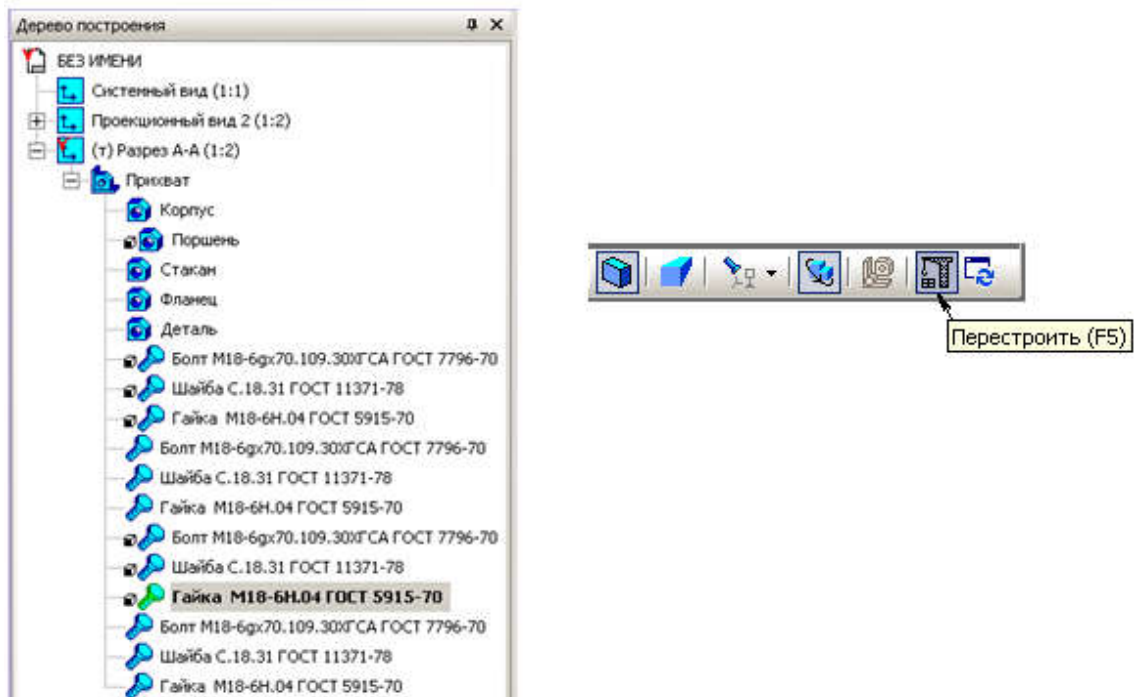 Дерево построения
БЕЗ ИМЕНИ
Системный вид (1:1)
Проекционный вид 2 (1:2)
(т) Разрез А-А (1:2)
Прихват
Корпус
Поршень
Стакан
Фланец
Деталь
Болт М18-6gx70.109.30ХГСА ГОСТ 7796-70
Шайба С.18.31 ГОСТ 11371-78
Гайка М18-6Н.04 ГОСТ 5915-70
Болт М18-6gx70.109.30ХГСА ГОСТ 7796-70
Шайба С.18.31 ГОСТ 11371-78
Гайка М18-6Н.04 ГОСТ 5915-70
Болт М18-6gx70.109.30ХГСА ГОСТ 7796-70
Шайба С.18.31 ГОСТ 11371-78
Гайка М18-6Н.04 ГОСТ 5915-70
Болт М18-6gx70.109.30ХГСА ГОСТ 7796-70
Шайба С.18.31 ГОСТ 11371-78
Гайка М18-6Н.04 ГОСТ 5915-70
Перестроить (F5)